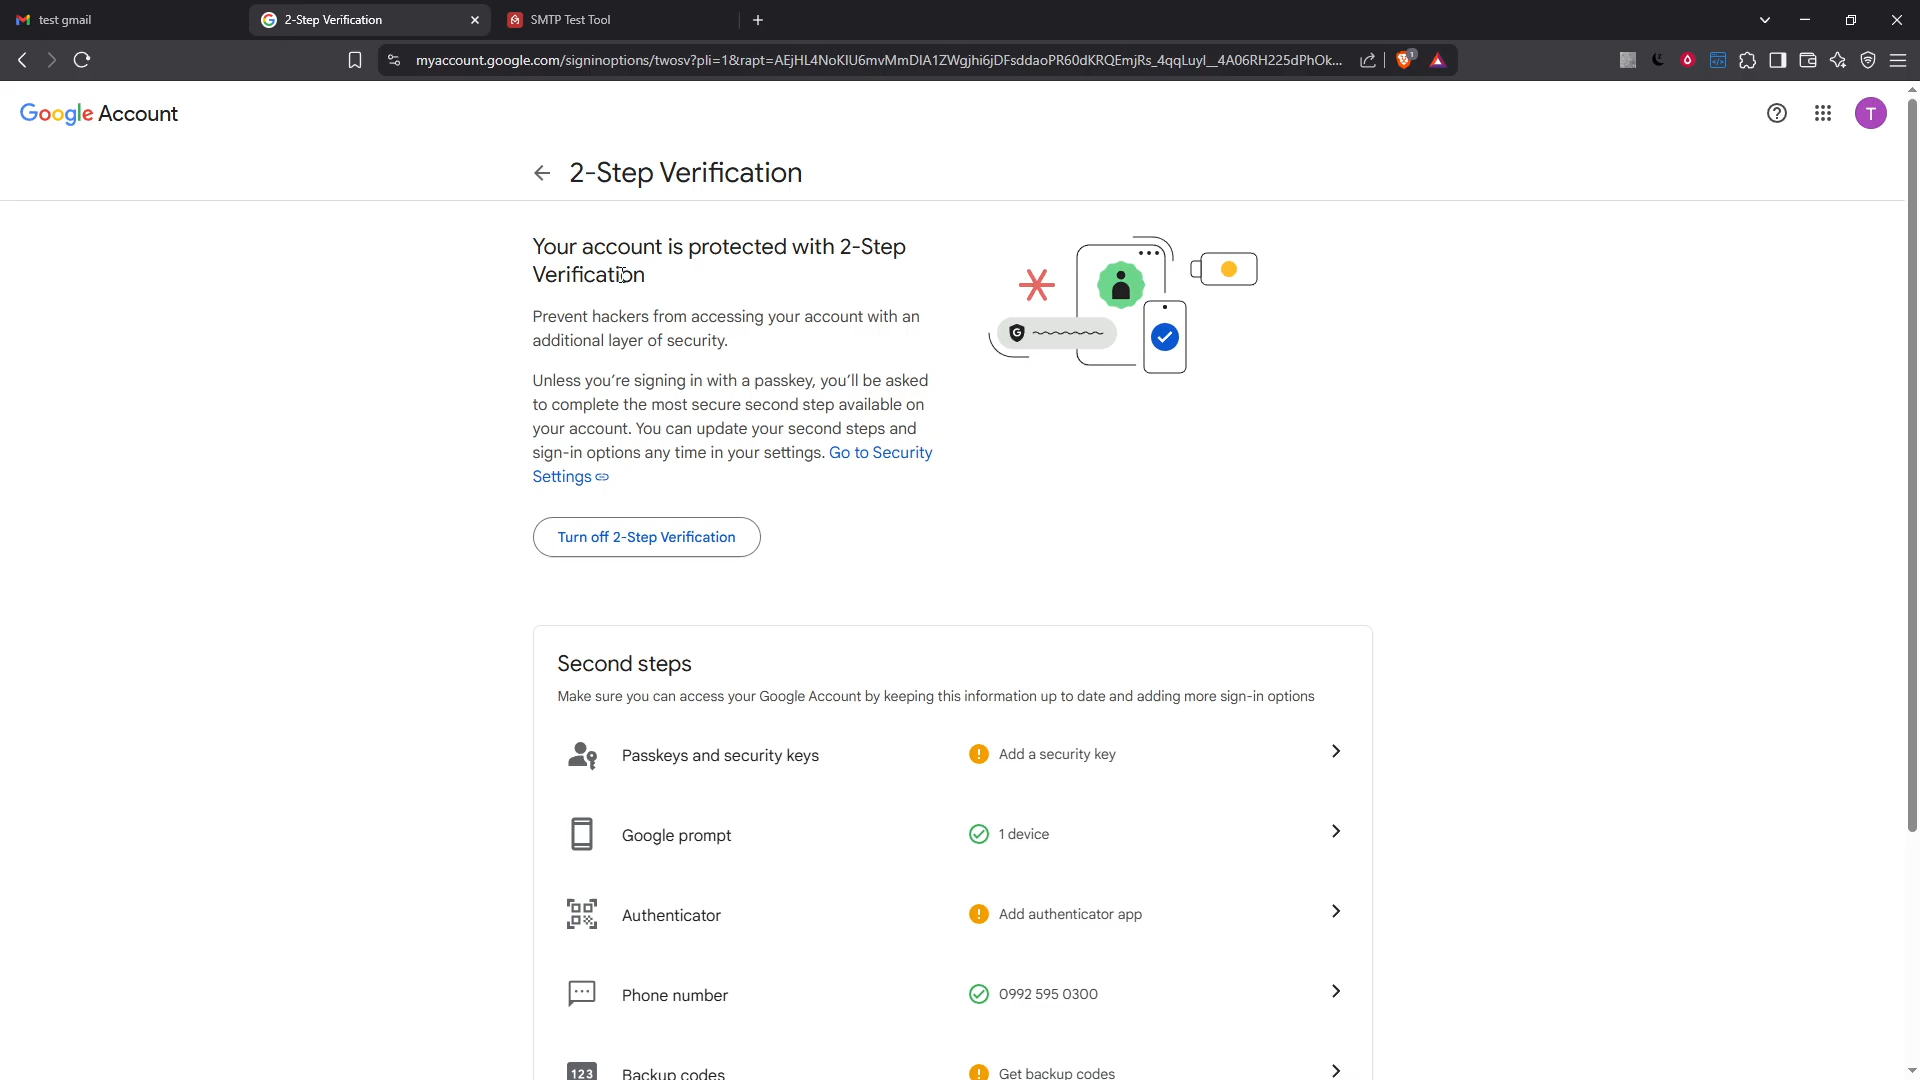 test gmail
2-Step Verification
SMTP Test Tool
myaccount.google.com/signinoptions/twosv?pli=1&rapt=AEjHL4NoKIU6mvMmDIA1ZWgjhi6jDFsddaoPR60dKRQEmjRs_4qqLuyl__4A06RH225dPhOk...
1
Google Account
T
2-Step Verification
Your account is protected with 2-Step
Verification
Prevent hackers from accessing your account with an
additional layer of security.
Unless you're signing in with a passkey, you'll be asked
to complete the most secure second step available on
your account. You can update your second steps and
sign-in options any time in your settings. Go to Security
Settings
G
Turn off 2-Step Verification
Second steps
Make sure you can access your Google Account by keeping this information up to date and adding more sign-in options
Passkeys and security keys
Add a security key
Google prompt
1 device
Authenticator
Add authenticator app
Phone number
0992 595 0300
123
Backup codes
Get backup codes